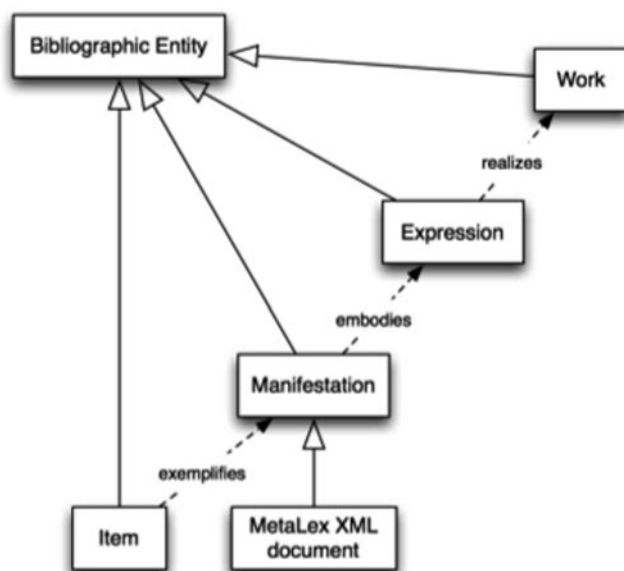 Bibliographic Entity
Work
realizes
Expression
embodies
Manifestation
exemplifies
Item
MetaLex XML
document